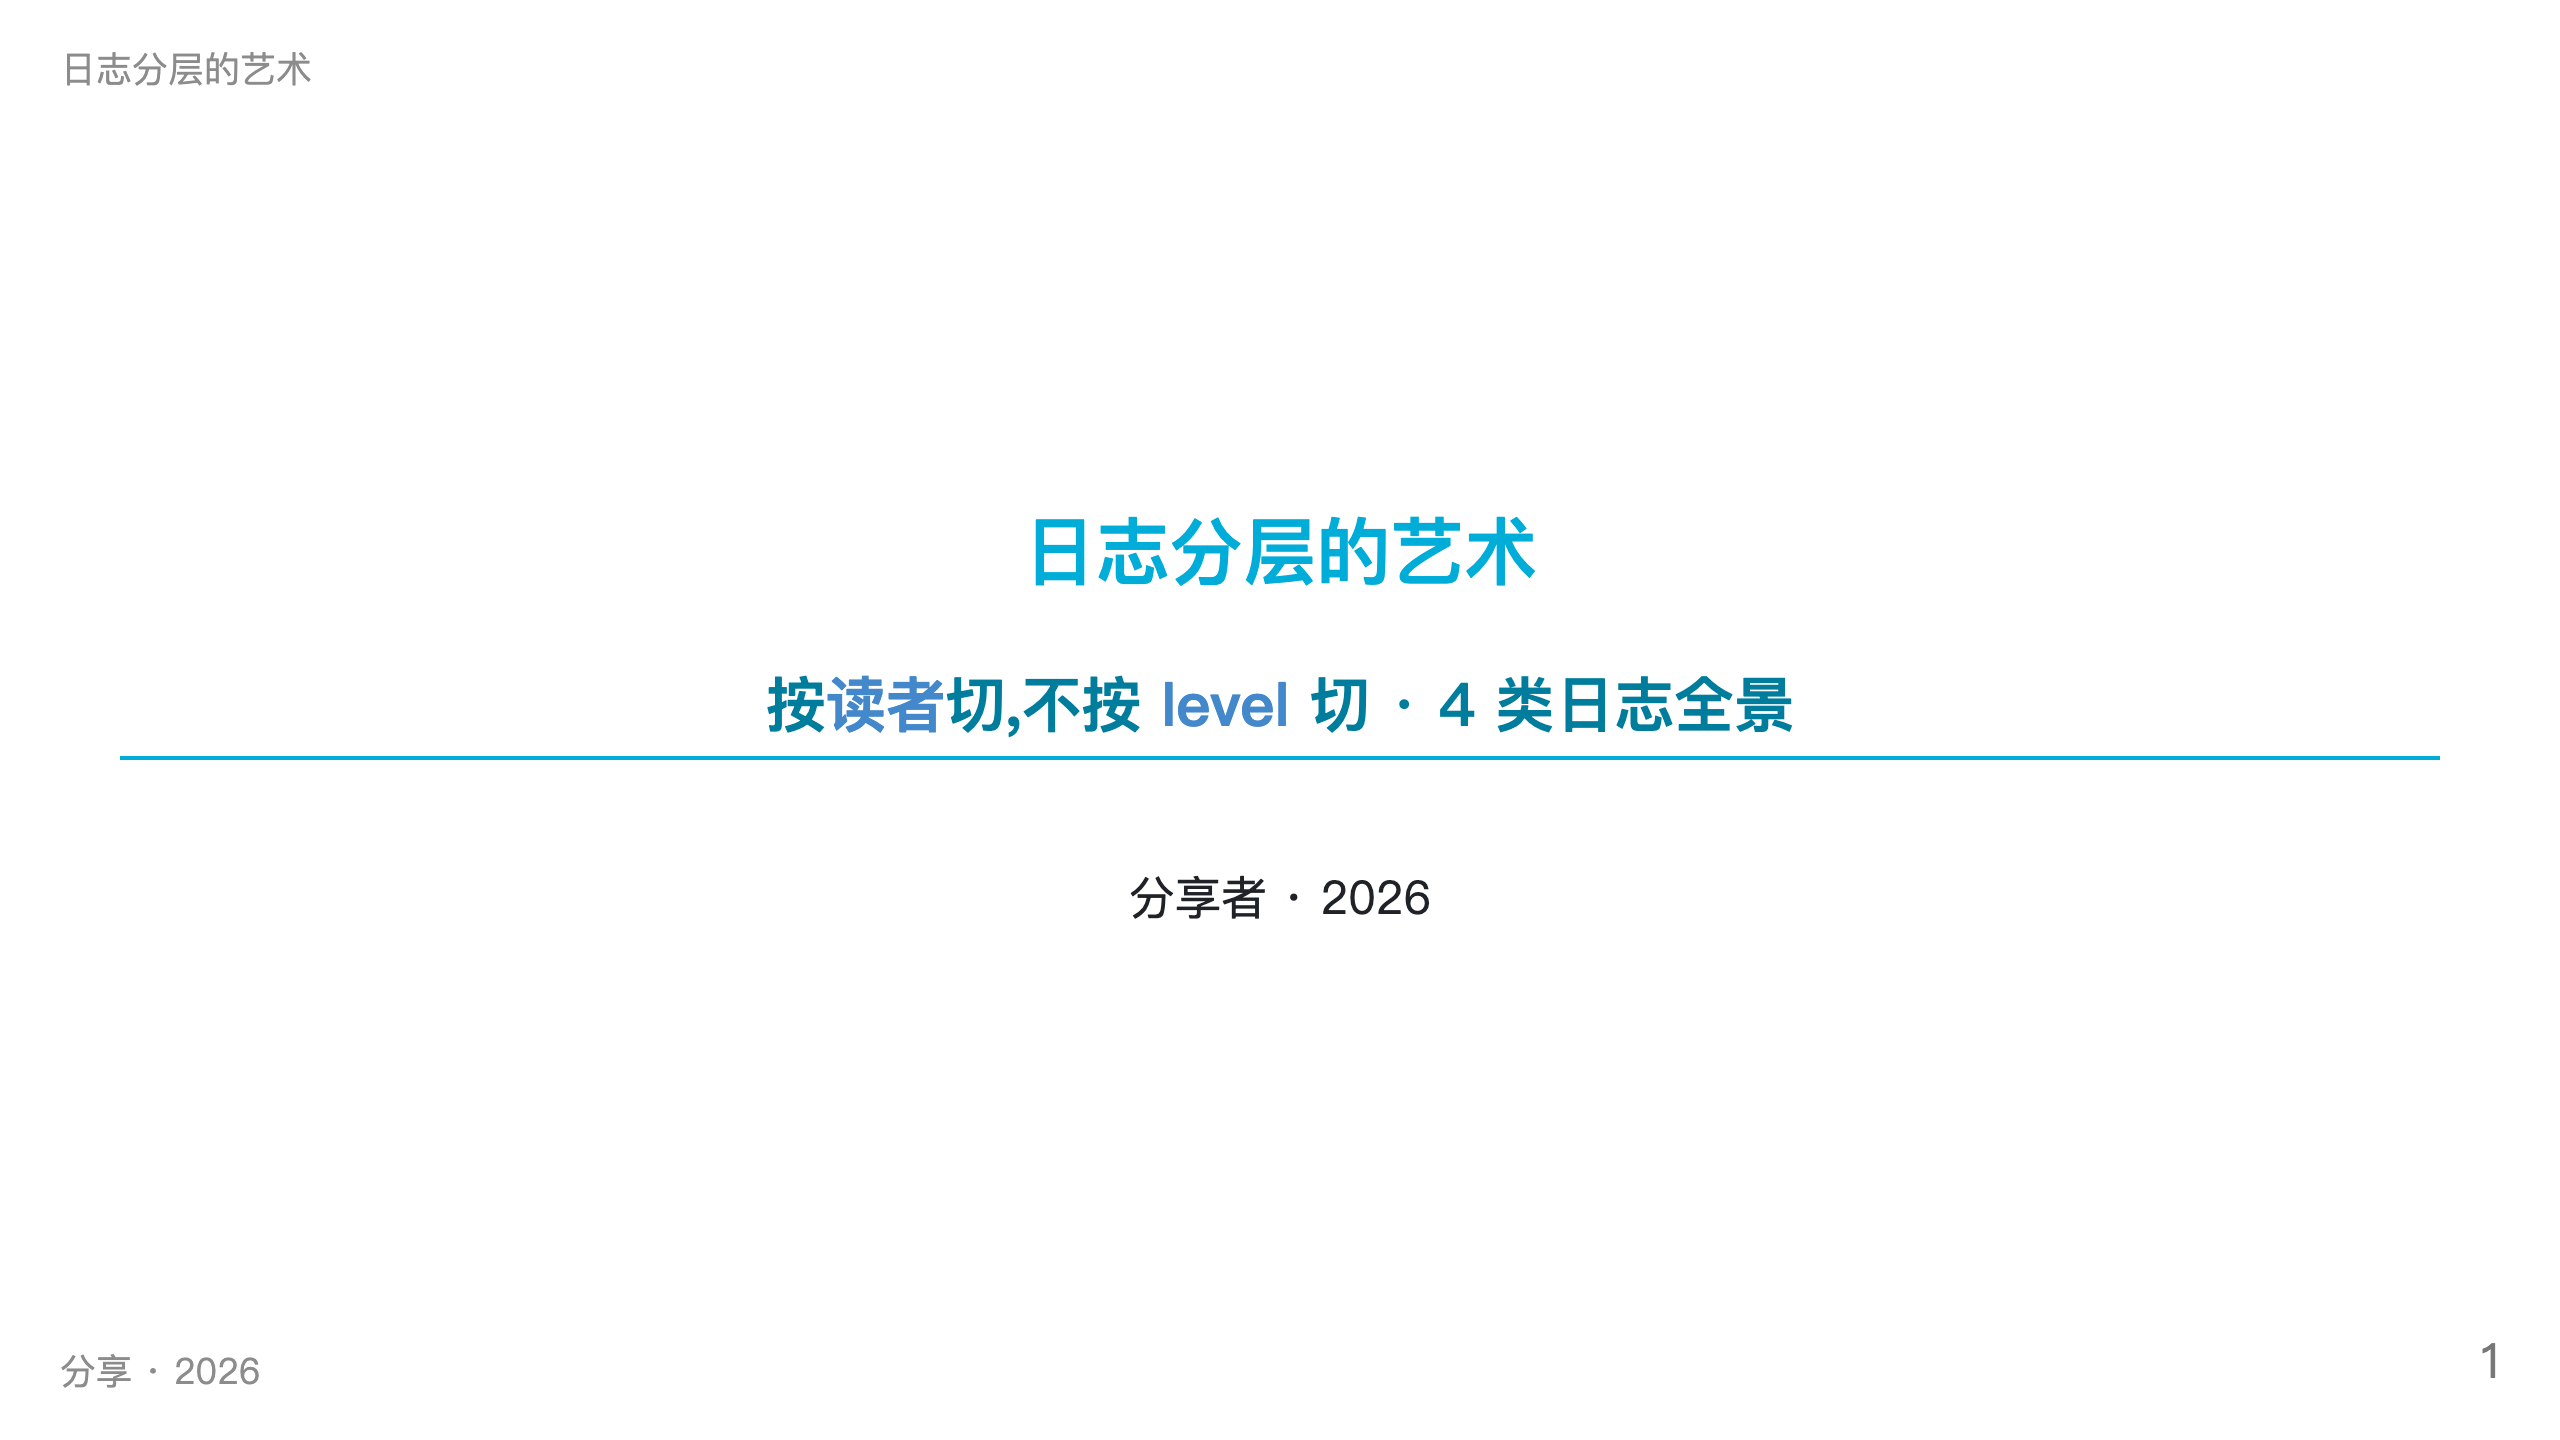 日志分层的艺术
日志分层的艺术
按读者切,不按 level 切 · 4 类日志全景
分享者 · 2026
分享 · 2026
1